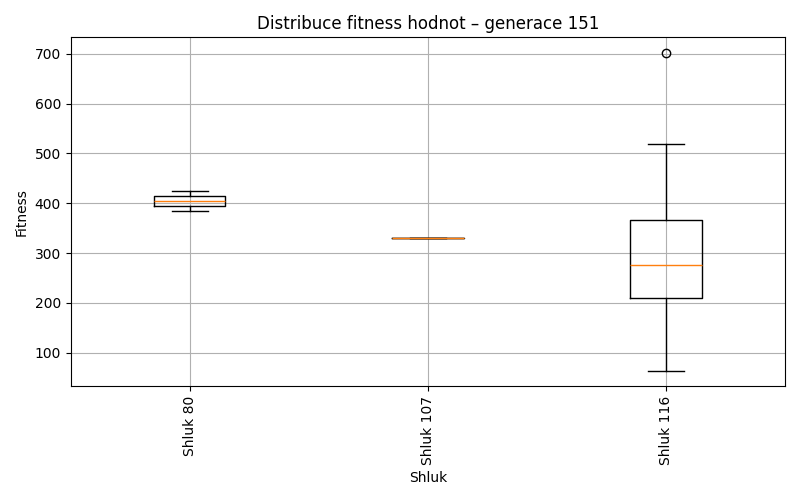 Distribuce fitness hodnot – generace 151
Fitness
700
600
500
400
300
200
100
Shluk 80
Shluk 107
Shluk 116
Shluk